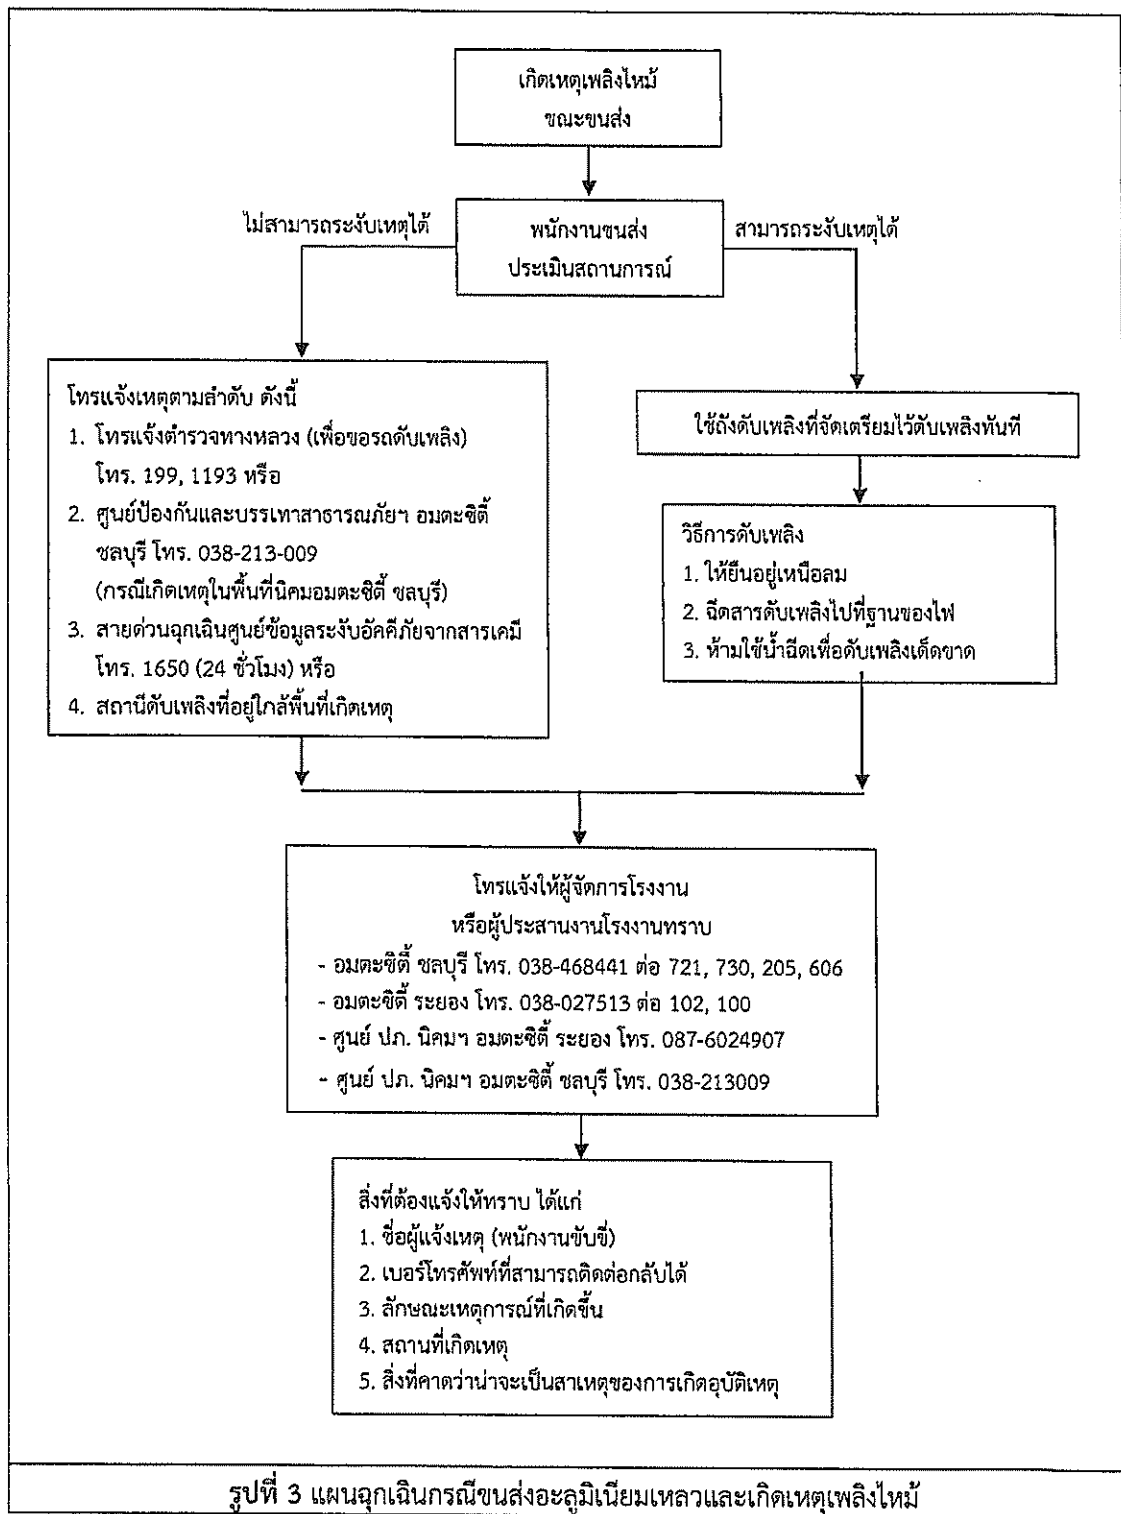 เกิดเหตุเพลิงไหม้
ขณะขนส่ง
ไม่สามารถระงับเหตุได้
พนักงานขนส่ง
ประเมินสถานการณ์
สามารถระงับเหตุได้
โทรแจ้งเหตุตามลำดับ ดังนี้
1. โทรแจ้งตำรวจทางหลวง (เพื่อขอรถดับเพลิง)
โทร. 199, 1193 หรือ
2. ศูนย์ป้องกันและบรรเทาสาธารณภัยฯ อมตะซิตี้
ชลบุรี โทร. 038-213-009
(กรณีเกิดเหตุในพื้นที่นิคมอมตะซิตี้ ชลบุรี)
3. สายด่วนฉุกเฉินศูนย์ข้อมูลระงับอัคคีภัยจากสารเคมี
โทร. 1650 (24 ชั่วโมง) หรือ
4. สถานีดับเพลิงที่อยู่ใกล้พื้นที่เกิดเหตุ
ใช้ถังดับเพลิงที่จัดเตรียมไว้ดับเพลิงทันที
วิธีการดับเพลิง
1. ให้ยืนอยู่เหนือลม
2. ฉีดสารดับเพลิงไปที่ฐานของไฟ
3. ห้ามใช้น้ำฉีดเพื่อดับเพลิงเด็ดขาด
โทรแจ้งให้ผู้จัดการโรงงาน
หรือผู้ประสานงานโรงงานทราบ
- อมตะซิตี้ ชลบุรี โทร. 038-468441 ต่อ 721, 730, 205, 606
- อมตะซิตี้ ระยอง โทร. 038-027513 ต่อ 102, 100
- ศูนย์ ปภ. นิคมฯ อมตะซิตี้ ระยอง โทร. 087-6024907
- ศูนย์ ปภ. นิคมฯ อมตะซิตี้ ชลบุรี โทร. 038-213009
สิ่งที่ต้องแจ้งให้ทราบ ได้แก่
1. ชื่อผู้แจ้งเหตุ (พนักงานขับขี่)
2. เบอร์โทรศัพท์ที่สามารถติดต่อกลับได้
3. ลักษณะเหตุการณ์ที่เกิดขึ้น
4. สถานที่เกิดเหตุ
5. สิ่งที่คาดว่าน่าจะเป็นสาเหตุของการเกิดอุบัติเหตุ
รูปที่ 3 แผนฉุกเฉินกรณีขนส่งอะลูมิเนียมเหลวและเกิดเหตุเพลิงไหม้